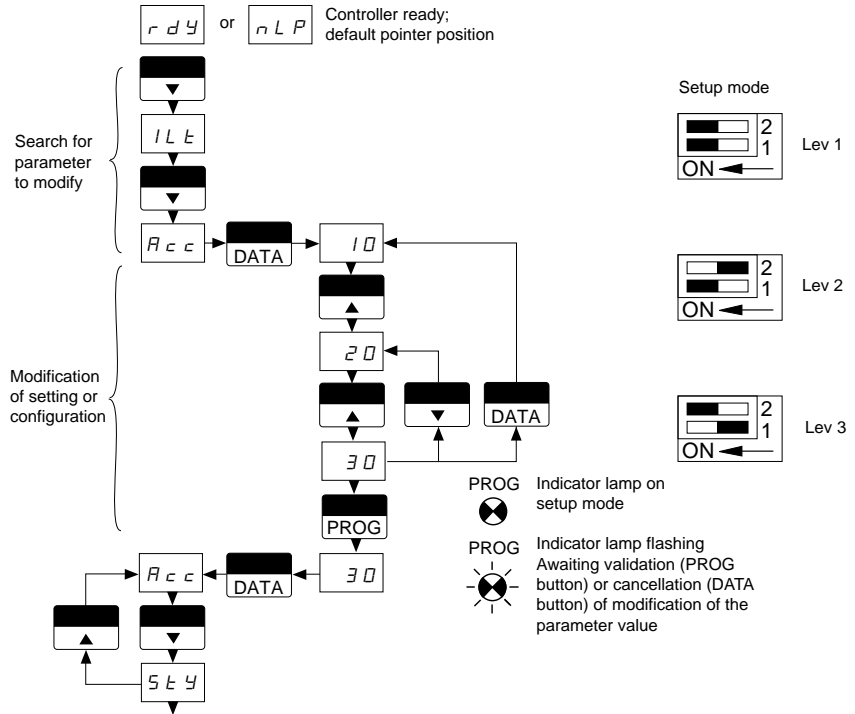 rdY or nLP Controller ready;
default pointer position
Setup mode
ILt
2
1
ON
Lev 1
Search for
parameter
to modify
Acc DATA 10
2
1
ON
Lev 2
20
Modification
of setting or
configuration
DATA
2
1
ON
Lev 3
30
PROG Indicator lamp on
setup mode
PROG
PROG Indicator lamp flashing
Awaiting validation (PROG
button) or cancellation (DATA
button) of modification of the
parameter value
Acc DATA 30
StY